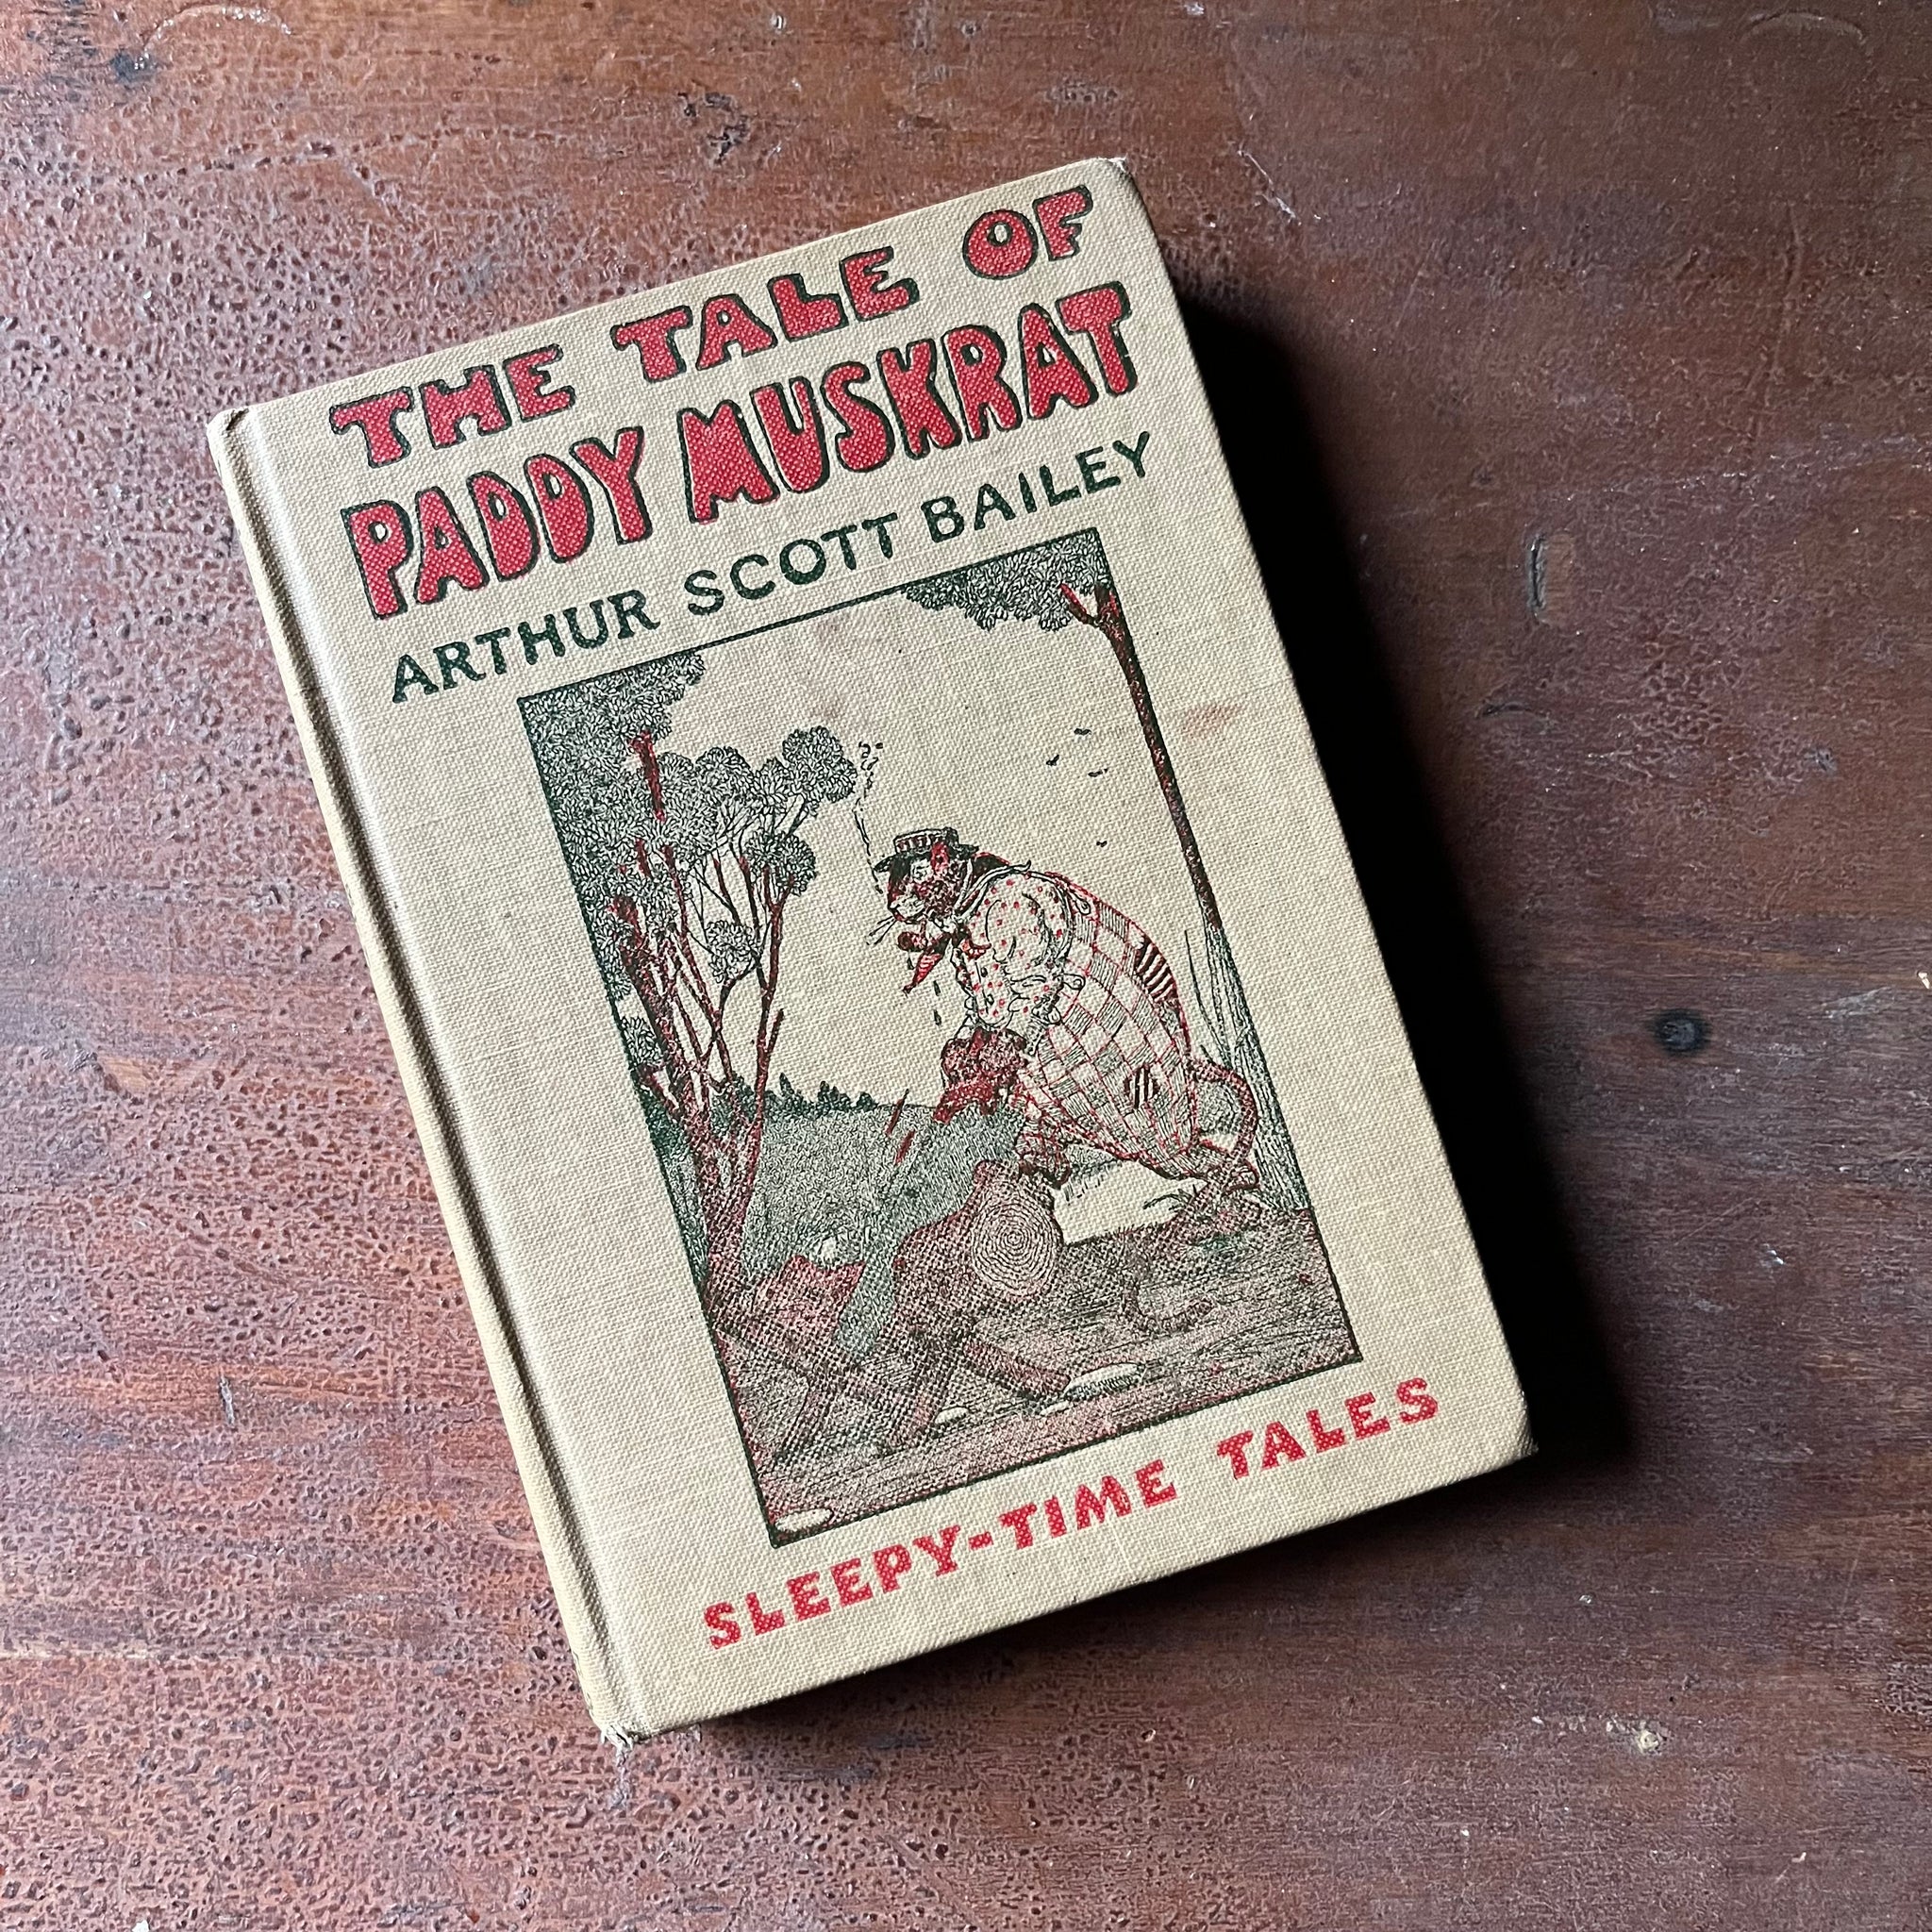 THE TALE OF
PADDY MUSKRAT
ARTHUR SCOTT BAILEY
SLEEPY-TIME TALES